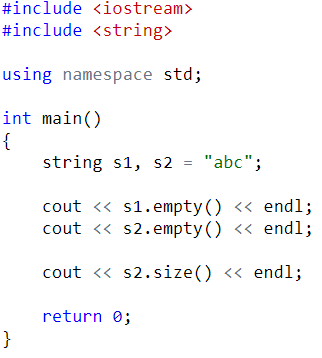 #include <iostream>
#include <string>
using namespace std;
int main()
{
    string s1, s2 = "abc";
    cout << s1.empty() << endl;
    cout << s2.empty() << endl;
    cout << s2.size() << endl;
    return 0;
}